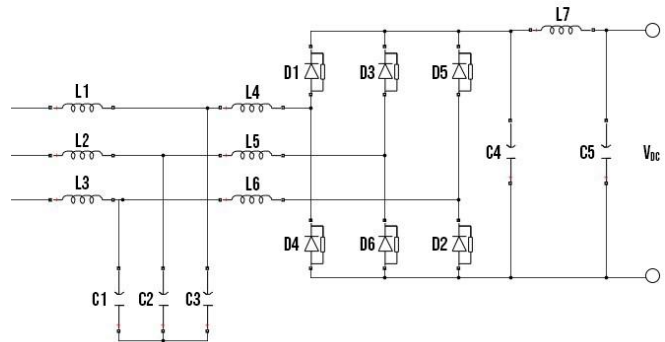 L7
D1 D3 D5
L1 L4
L2 L5
C4 C5 VDC
L3 L6
D4 D6 D2
C1 C2 C3